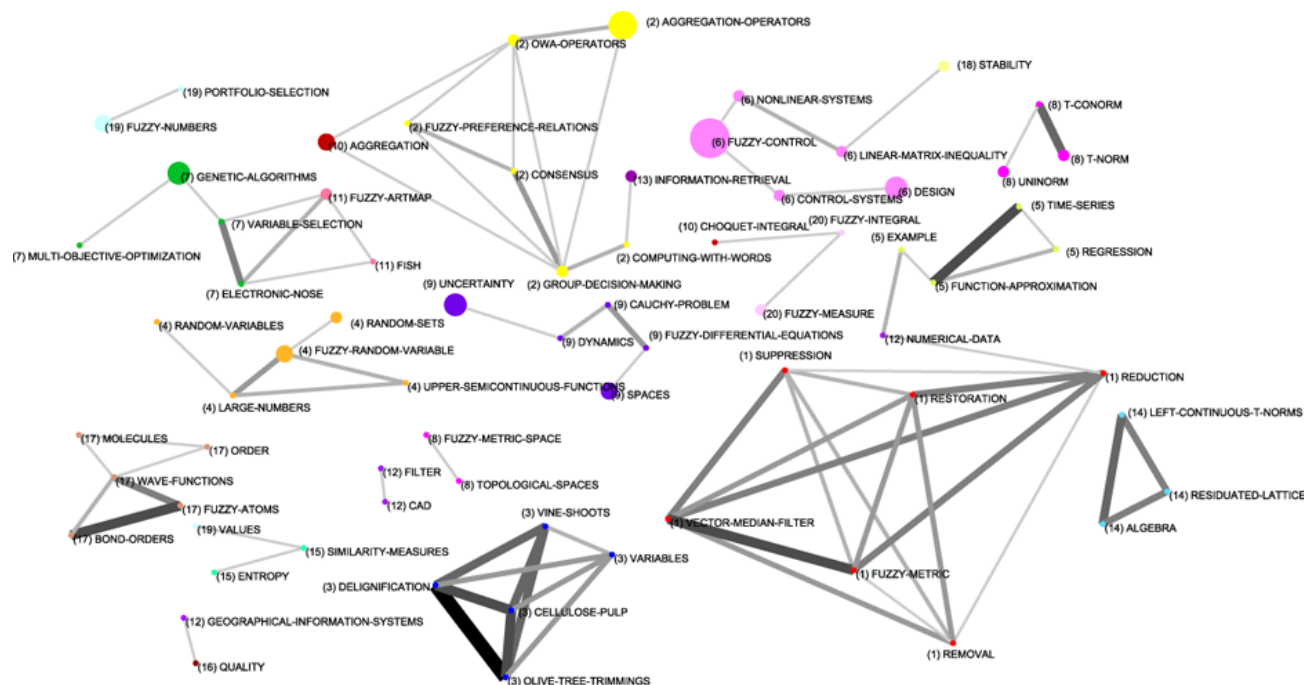 (2) AGGREGATION-OPERATORS
(2) OWA-OPERATORS
(18) STABILITY
(19) PORTFOLIO-SELECTION
(6) NONLINEAR-SYSTEMS
(8) T-CONORM
(19) FUZZY-NUMBERS
(2) FUZZY-PREFERENCE-RELATIONS
(6) FUZZY-CONTROL
(10) AGGREGATION
(6) LINEAR-MATRIX-INEQUALITY
(8) T-NORM
(7) GENETIC-ALGORITHMS
(2) CONSENSUS
(13) INFORMATION-RETRIEVAL
(8) UNINORM
(11) FUZZY-ARTMAP
(6) CONTROL-SYSTEMS
(6) DESIGN
(7) VARIABLE-SELECTION
(10) CHOQUET-INTEGRAL
(20) FUZZY-INTEGRAL
(5) TIME-SERIES
(5) EXAMPLE
(7) MULTI-OBJECTIVE-OPTIMIZATION
(11) FISH
(2) COMPUTING-WITH-WORDS
(5) REGRESSION
(7) ELECTRONIC-NOSE
(9) UNCERTAINTY
(2) GROUP-DECISION-MAKING
(5) FUNCTION-APPROXIMATION
(9) CAUCHY-PROBLEM
(20) FUZZY-MEASURE
(4) RANDOM-VARIABLES
(4) RANDOM-SETS
(9) DYNAMICS
(9) FUZZY-DIFFERENTIAL-EQUATIONS
(12) NUMERICAL-DATA
(4) FUZZY-RANDOM-VARIABLE
(1) SUPPRESSION
(1) REDUCTION
(4) UPPER-SEMICONTINUOUS-FUNCTIONS
(9) SPACES
(1) RESTORATION
(4) LARGE-NUMBERS
(14) LEFT-CONTINUOUS-T-NORMS
(17) MOLECULES
(17) ORDER
(8) FUZZY-METRIC-SPACE
(17) WAVE-FUNCTIONS
(12) FILTER
(8) TOPOLOGICAL-SPACES
(14) RESIDUATED-LATTICE
(17) FUZZY-ATOMS
(12) CAD
(3) VINE-SHOOTS
(1) VECTOR-MEDIAN-FILTER
(14) ALGEBRA
(19) VALUES
(17) BOND-ORDERS
(15) SIMILARITY-MEASURES
(3) VARIABLES
(15) ENTROPY
(3) DELIGNIFICATION
(1) FUZZY-METRIC
(12) GEOGRAPHICAL-INFORMATION-SYSTEMS
(3) CELLULOSE-PULP
(1) REMOVAL
(16) QUALITY
(3) OLIVE-TREE-TRIMMINGS